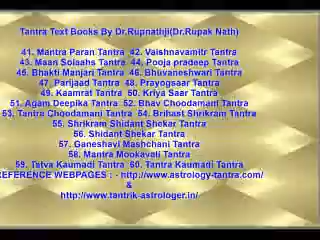 Tantra Text Books By Dr.Rupnathji(Dr.Rupak Nath)
41. Mantra Paran Tantra 42. Vaishnavamitr Tantra
43. Maan Solaahs Tantra 44. Pooja pradeep Tantra
45. Bhakti Manjari Tantra 46. Bhuvaneshwari Tantra
47. Parijaad Tantra 48. Prayogsaar Tantra
49. Kaamrat Tantra 50. Kriya Saar Tantra
51. Agam Deepika Tantra 52. Bhav Choodamani Tantra
53. Tantra Choodamani Tantra 54. Brihast Shrikram Tantra
55. Shrikram Shidant Shekar Tantra
56. Shidant Shekar Tantra
57. Ganeshavi Mashchani Tantra
58. Mantra Mookavali Tantra
59. Tatva Kaumadi Tantra 60. Tantra Kaumadi Tantra
REFERENCE WEBPAGES : - http://www.astrology-tantra.com/
&
http://www.tantrik-astrologer.in/